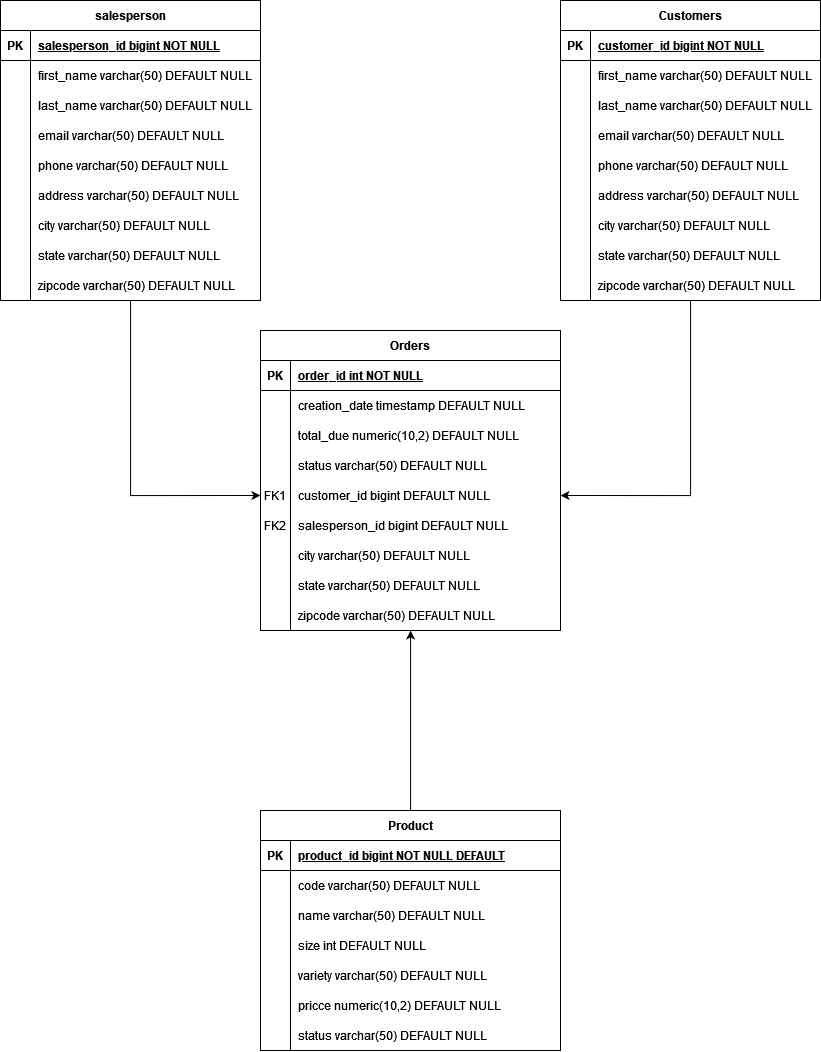 salesperson
PK salesperson_id bigint NOT NULL
first_name varchar(50) DEFAULT NULL
last_name varchar(50) DEFAULT NULL
email varchar(50) DEFAULT NULL
phone varchar(50) DEFAULT NULL
address varchar(50) DEFAULT NULL
city varchar(50) DEFAULT NULL
state varchar(50) DEFAULT NULL
zipcode varchar(50) DEFAULT NULL
Customers
PK customer_id bigint NOT NULL
first_name varchar(50) DEFAULT NULL
last_name varchar(50) DEFAULT NULL
email varchar(50) DEFAULT NULL
phone varchar(50) DEFAULT NULL
address varchar(50) DEFAULT NULL
city varchar(50) DEFAULT NULL
state varchar(50) DEFAULT NULL
zipcode varchar(50) DEFAULT NULL
Orders
PK order_id int NOT NULL
creation_date timestamp DEFAULT NULL
total_due numeric(10,2) DEFAULT NULL
status varchar(50) DEFAULT NULL
FK1 customer_id bigint DEFAULT NULL
FK2 salesperson_id bigint DEFAULT NULL
city varchar(50) DEFAULT NULL
state varchar(50) DEFAULT NULL
zipcode varchar(50) DEFAULT NULL
Product
PK product_id bigint NOT NULL DEFAULT
code varchar(50) DEFAULT NULL
name varchar(50) DEFAULT NULL
size int DEFAULT NULL
variety varchar(50) DEFAULT NULL
pricce numeric(10,2) DEFAULT NULL
status varchar(50) DEFAULT NULL